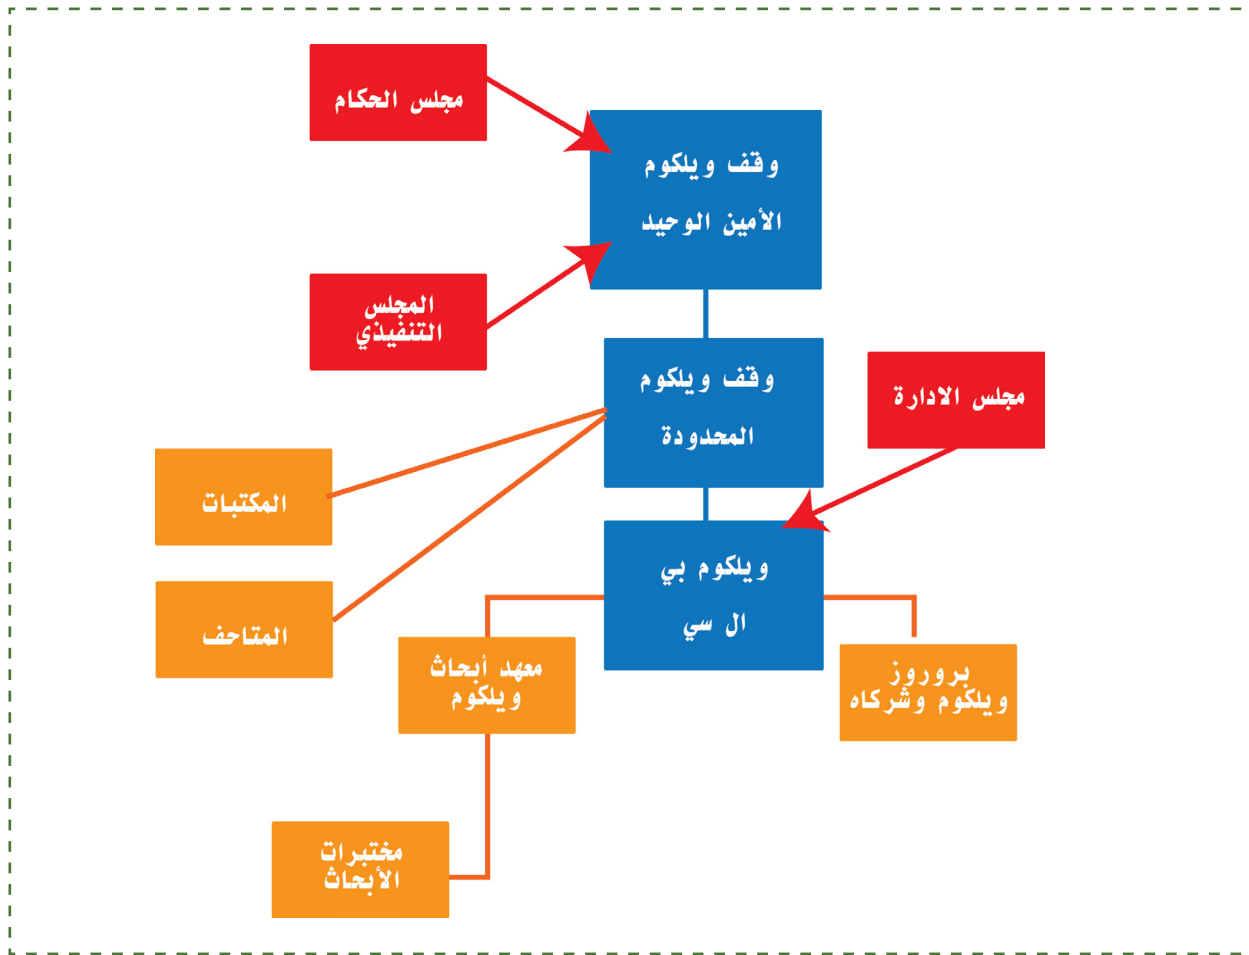 مجلس الحكام
وقف ويلكوم
الأمين الوحيد
المجلس
التنفيذي
وقف ويلكوم
المحدودة
مجلس الادارة
المكتبات
ويلكوم بي
ال سي
المتاحف
معهد أبحاث
ويلكوم
بروروز
ويلكوم وشركاه
مختبرات
الأبحاث